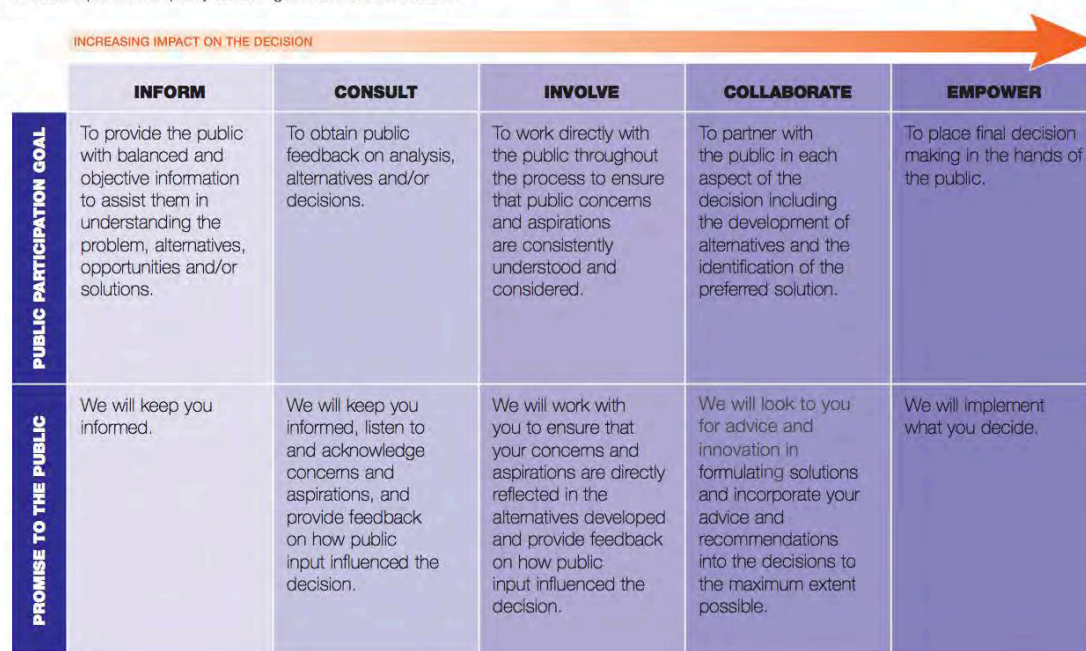 INCREASING IMPACT ON THE DECISION
INFORM
CONSULT
INVOLVE
COLLABORATE
EMPOWER
PUBLIC PARTICIPATION GOAL
To provide the public
with balanced and
objective information
to assist them in
understanding the
problem, alternatives,
opportunities and/or
solutions.
To obtain public
feedback on analysis,
alternatives and/or
decisions.
To work directly with
the public throughout
the process to ensure
that public concerns
and aspirations
are consistently
understood and
considered.
To partner with
the public in each
aspect of the
decision including
the development of
alternatives and the
identification of the
preferred solution.
To place final decision
making in the hands of
the public.
PROMISE TO THE PUBLIC
We will keep you
informed.
We will keep you
informed, listen to
and acknowledge
concerns and
aspirations, and
provide feedback
on how public
input influenced the
decision.
We will work with
you to ensure that
your concerns and
aspirations are directly
reflected in the
alternatives developed
and provide feedback
on how public
input influenced the
decision.
We will look to you
for advice and
innovation in
formulating solutions
and incorporate your
advice and
recommendations
into the decisions to
the maximum extent
possible.
We will implement
what you decide.